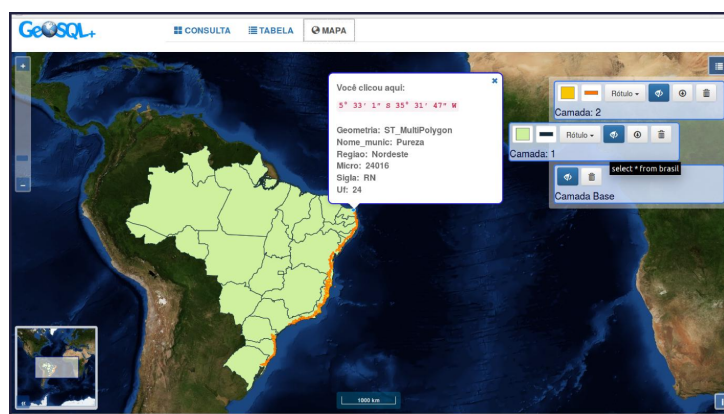 GeoSQL+
CONSULTA
TABELA
MAPA
Você clicou aqui:
5° 33' 1" S 35° 31' 47" W
Geometria: ST_MultiPolygon
Nome_munic: Pureza
Regiao: Nordeste
Micro: 24016
Sigla: RN
Uf: 24
Rótulo
Camada: 2
Rótulo
Camada: 1
select * from brasil
Camada Base
1000 km